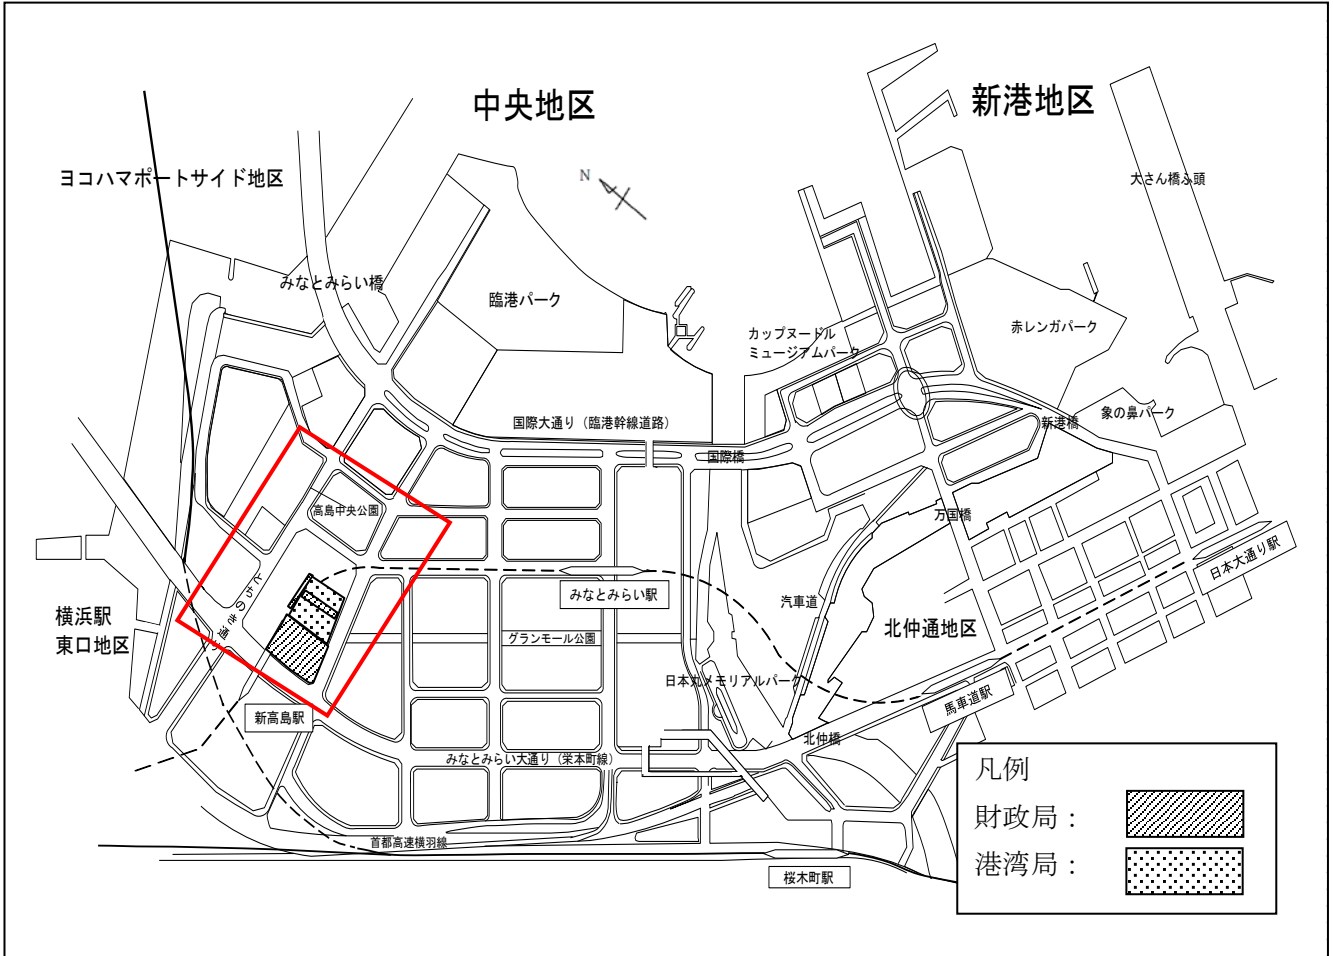 中央地区
新港地区
ヨコハマポートサイド地区
N
大さん橋ふ頭
みなとみらい橋
臨港パーク
カップヌードル
ミュージアムパーク
赤レンガパーク
国際大通り（臨港幹線道路）
国際橋
新港橋
象の鼻パーク
高島中央公園
万国橋
とちのき通り
みなとみらい駅
汽車道
日本大通り駅
横浜駅
東口地区
グランモール公園
北仲通地区
日本丸メモリアルパーク
馬車道駅
新高島駅
北仲橋
みなとみらい大通り（栄本町線）
首都高速横羽線
桜木町駅
凡例
財政局：
港湾局：